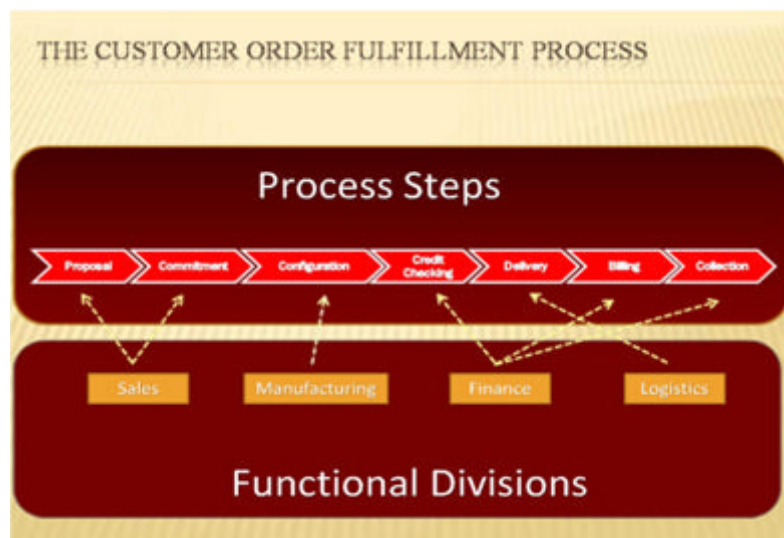 THE CUSTOMER ORDER FULFILLMENT PROCESS
Process Steps
Proposal
Commitment
Configuration
Credit
Checking
Delivery
Billing
Collection
Sales
Manufacturing
Finance
Logistics
Functional Divisions